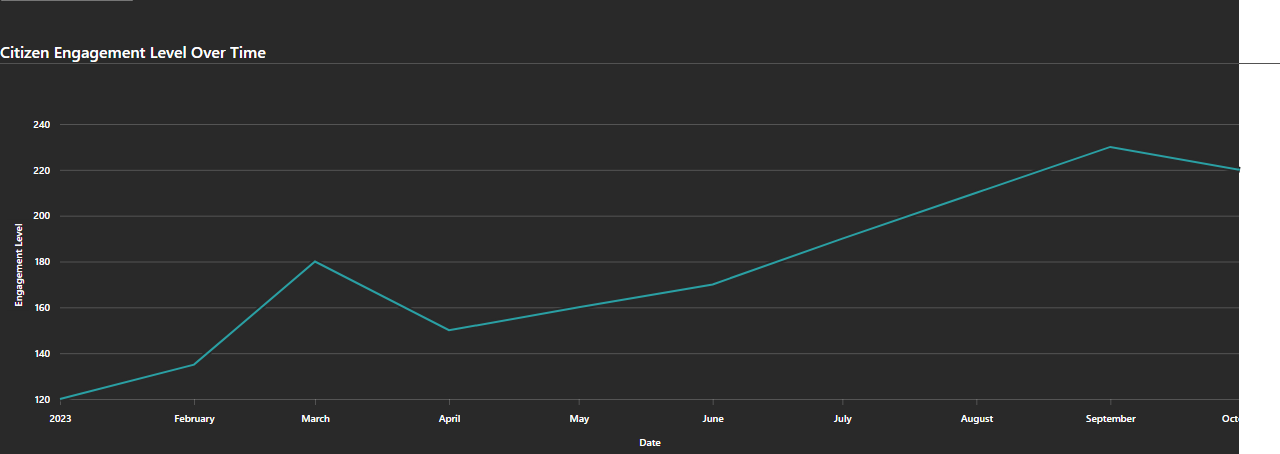 Citizen Engagement Level Over Time
240
220
200
180
160
140
120
Engagement Level
2023 February March April May June July August September Octo
Date